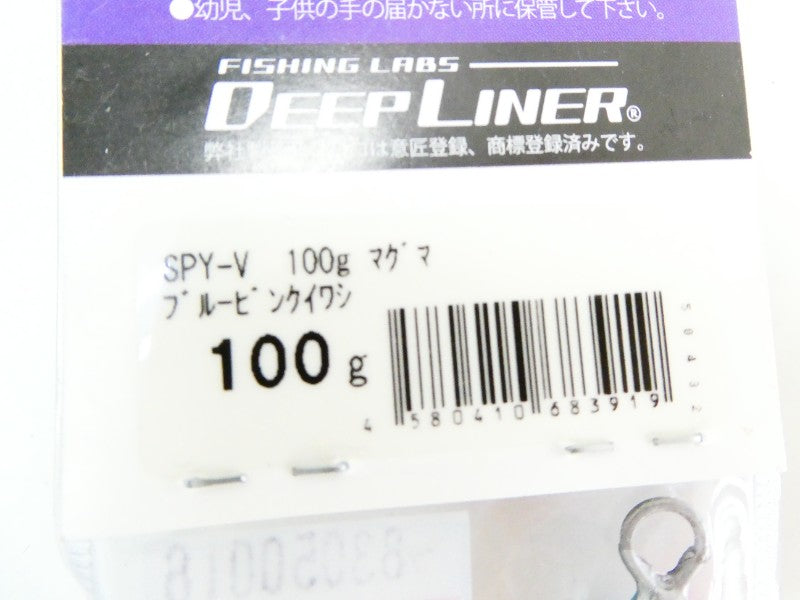 ●幼児、子供の手の届かない所に保管して下さい。
FISHING LABS
DEEP LINER®
は意匠登録、商標登録済みです。
SPY-V 100g ﾏｸﾞﾏ
ﾌﾞﾙｰﾋﾟﾝｸｲﾜｼ
100g
4 580410 683919
50432